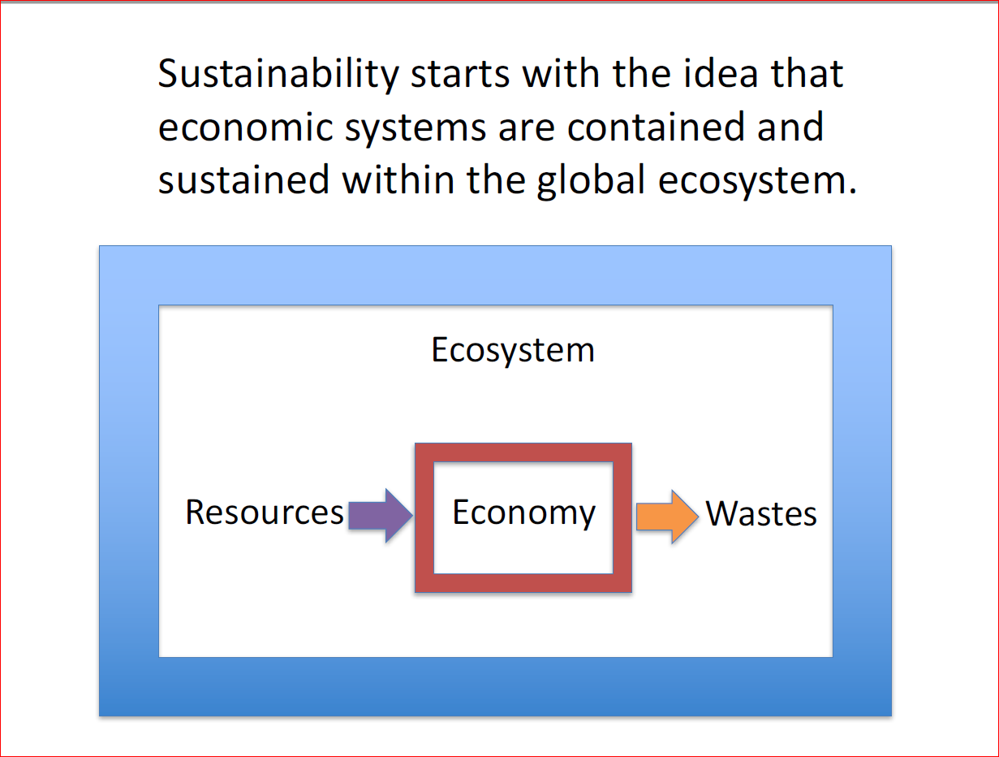 Sustainability starts with the idea that
economic systems are contained and
sustained within the global ecosystem.
Ecosystem
Resources
Economy
Wastes